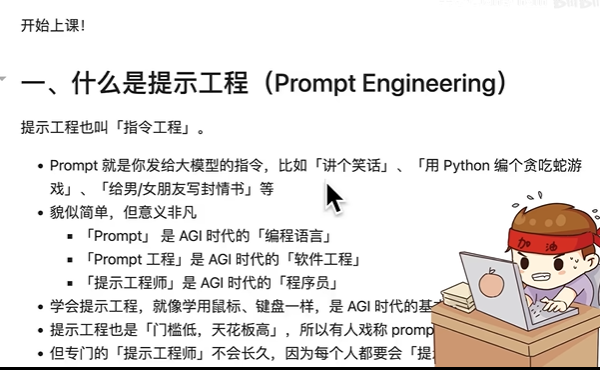 开始上课！
一、什么是提示工程（Prompt Engineering）
提示工程也叫「指令工程」。
• Prompt 就是你发给大模型的指令，比如「讲个笑话」、「用 Python 编个贪吃蛇游
戏」、「给男/女朋友写封情书」等
• 貌似简单，但意义非凡
▪ 「Prompt」 是 AGI 时代的「编程语言」
▪ 「Prompt 工程」是 AGI 时代的「软件工程」
▪ 「提示工程师」是 AGI 时代的「程序员」
• 学会提示工程，就像学用鼠标、键盘一样，是 AGI 时代的基
• 提示工程也是「门槛低，天花板高」，所以有人戏称 promp
• 但专门的「提示工程师」不会长久，因为每个人都要会「提
加油